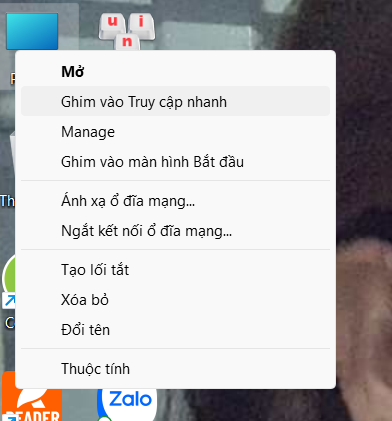 u
i
n
Mở
Ghim vào Truy cập nhanh
Manage
Ghim vào màn hình Bắt đầu
Ánh xạ ổ đĩa mạng...
Ngắt kết nối ổ đĩa mạng...
Tạo lối tắt
Xóa bỏ
Đổi tên
Thuộc tính
READER
Zalo